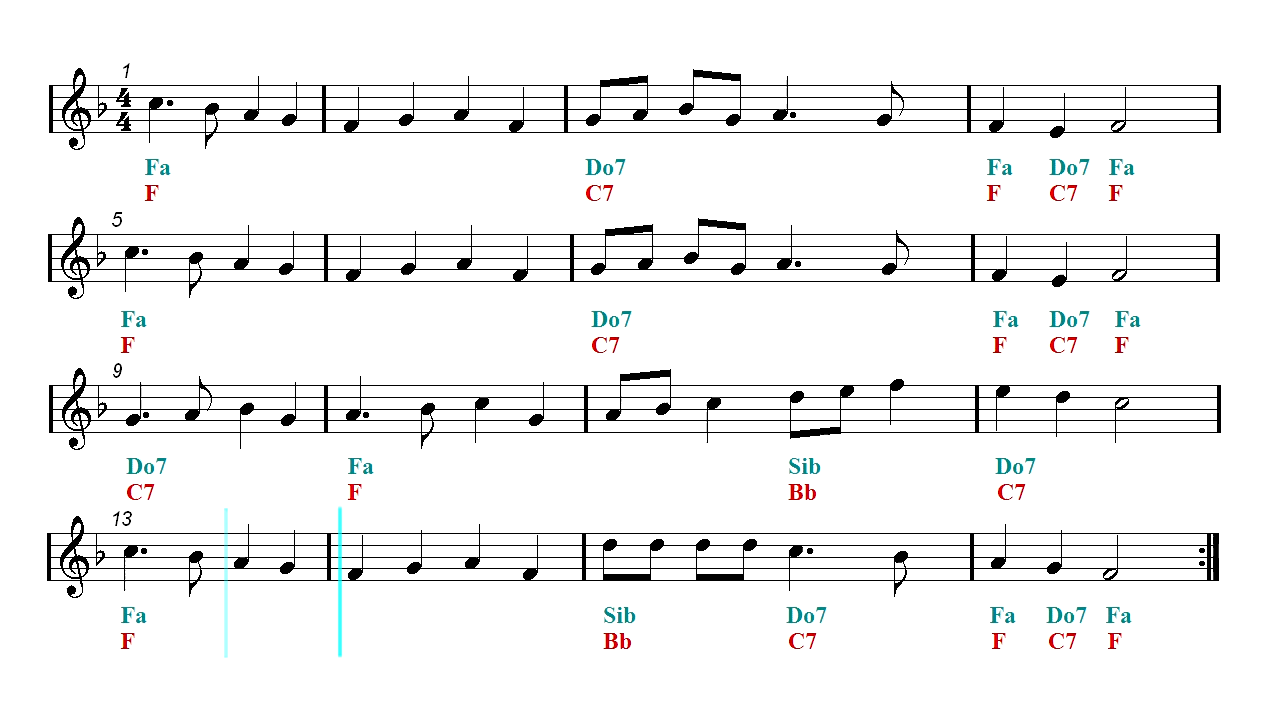 1
4
4
Fa Do7 Fa Do7 Fa
F C7 F C7 F
5
Fa Do7 Fa Do7 Fa
F C7 F C7 F
9
Do7 Fa Sib Do7
C7 F Bb C7
13
Fa Sib Do7 Fa Do7 Fa
F Bb C7 F C7 F